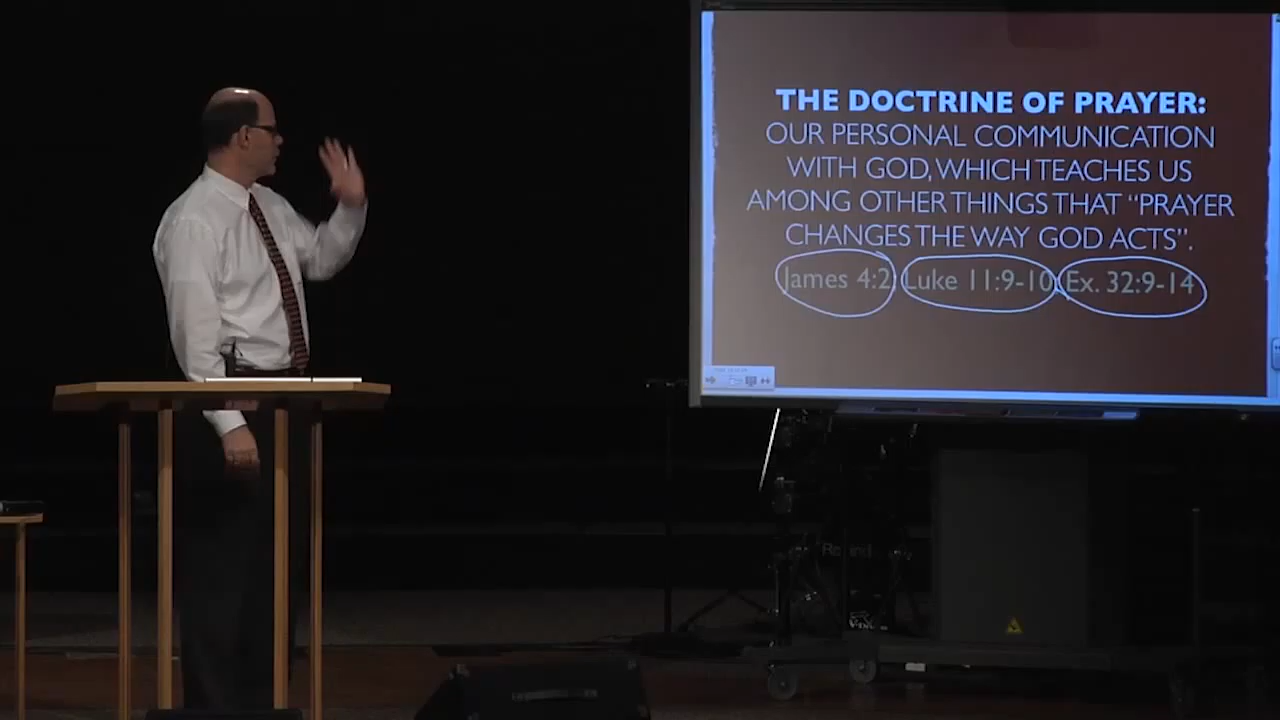 THE DOCTRINE OF PRAYER:
OUR PERSONAL COMMUNICATION
WITH GOD, WHICH TEACHES US
AMONG OTHER THINGS THAT “PRAYER
CHANGES THE WAY GOD ACTS”.
James 4:2 Luke 11:9-10 Ex. 32:9-14
Roland